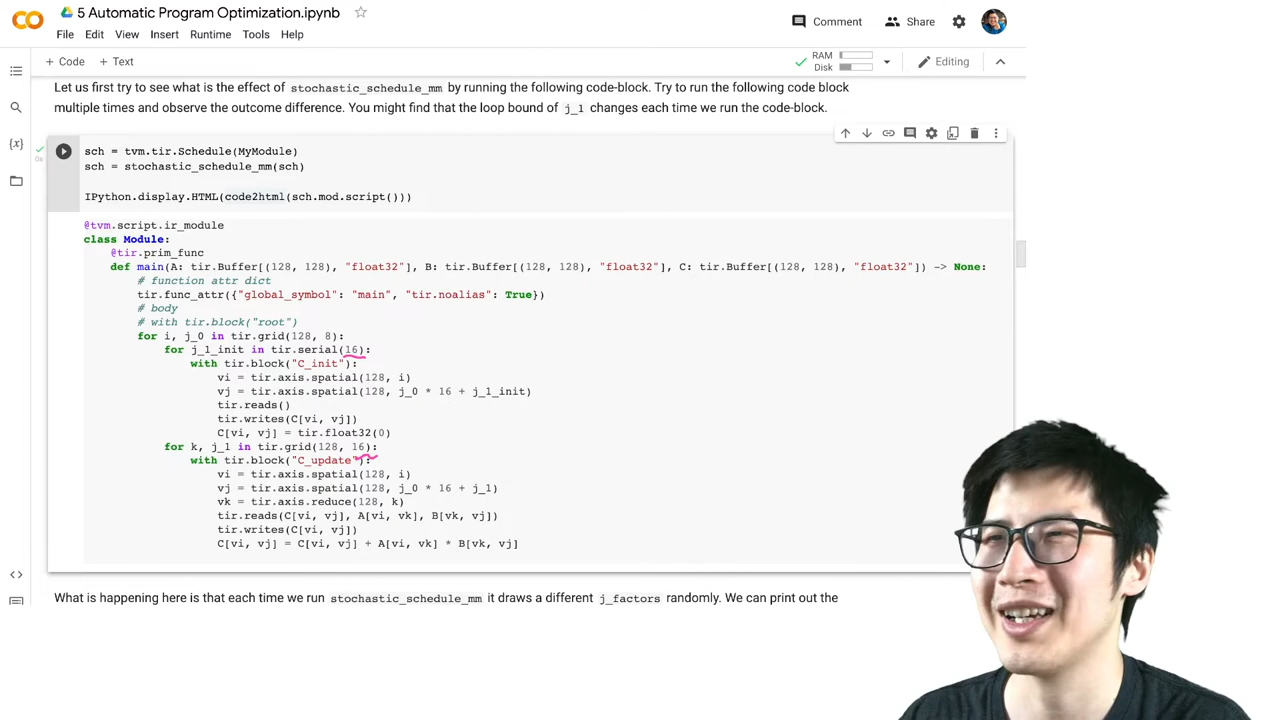 5 Automatic Program Optimization.ipynb
File Edit View Insert Runtime Tools Help
Comment Share
+ Code + Text
RAM
Disk
Editing
Let us first try to see what is the effect of stochastic_schedule_mm by running the following code-block. Try to run the following code block
multiple times and observe the outcome difference. You might find that the loop bound of j_1 changes each time we run the code-block.
sch = tvm.tir.Schedule(MyModule)
sch = stochastic_schedule_mm(sch)
IPython.display.HTML(code2html(sch.mod.script()))
@tvm.script.ir_module
class Module:
@tir.prim_func
def main(A: tir.Buffer[(128, 128), "float32"], B: tir.Buffer[(128, 128), "float32"], C: tir.Buffer[(128, 128), "float32"]) -> None:
# function attr dict
tir.func_attr({"global_symbol": "main", "tir.noalias": True})
# body
# with tir.block("root")
for i, j_0 in tir.grid(128, 8):
for j_1_init in tir.serial(16):
with tir.block("C_init"):
vi = tir.axis.spatial(128, i)
vj = tir.axis.spatial(128, j_0 * 16 + j_1_init)
tir.reads()
tir.writes(C[vi, vj])
C[vi, vj] = tir.float32(0)
for k, j_1 in tir.grid(128, 16):
with tir.block("C_update"):
vi = tir.axis.spatial(128, i)
vj = tir.axis.spatial(128, j_0 * 16 + j_1)
vk = tir.axis.reduce(128, k)
tir.reads(C[vi, vj], A[vi, vk], B[vk, vj])
tir.writes(C[vi, vj])
C[vi, vj] = C[vi, vj] + A[vi, vk] * B[vk, vj]
What is happening here is that each time we run stochastic_schedule_mm it draws a different j_factors randomly. We can print out the